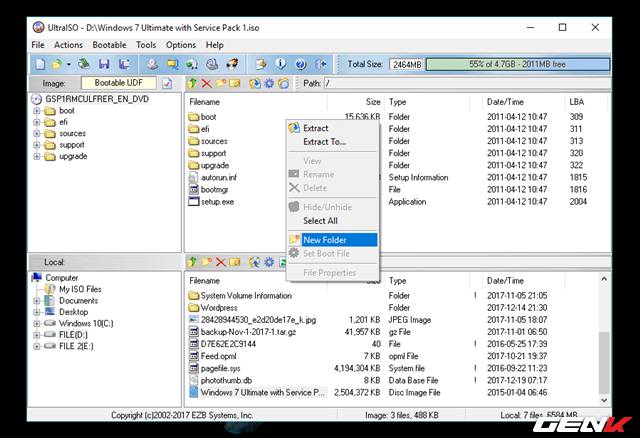 UltraISO - D:\Windows 7 Ultimate with Service Pack 1.iso
File Actions Bootable Tools Options Help
Total Size: 2464MB 55% of 4.7GB - 2011MB free
Image: Bootable UDF Path: /
GSP1RMCULFRER_EN_DVD
boot
efi
sources
support
upgrade
Filename Size Type Date/Time LBA
boot 15,636 KB Folder 2011-04-12 10:47 309
efi Folder 2011-04-12 10:47 311
sources Folder 2011-04-12 10:47 313
support Folder 2011-04-12 10:47 320
upgrade Folder 2011-04-12 10:47 322
autorun.inf Setup Information 2011-04-12 10:47 1815
bootmgr File 2011-04-12 10:47 1816
setup.exe Application 2011-04-12 10:47 2004
Extract
Extract To...
View
Rename
Delete
Hide/Unhide
Select All
New Folder
Set Boot File
File Properties
Local:
Computer
My ISO Files
Documents
Desktop
Windows 10(C:)
FILE(D:)
FILE 2(E:)
Filename Type Date/Time
System Volume Information Folder ! 2017-11-05 21:05
Wordpress Folder 2017-12-14 21:30
28428944530_e2d20de17e_k.jpg 1,201 KB JPEG Image ! 2017-11-05 18:07
backup-Nov-1-2017-1.tar.gz 41,957 KB gz File 2017-11-01 06:50
D7E62E2C9144 40 File ! 2016-05-25 17:39
Feed.opml 7 KB opml File 2017-10-21 19:37
pagefile.sys 4,194,304 KB System file ! 2016-09-22 11:23
photothumb.db 8 KB Data Base File ! 2017-12-19 07:17
Windows 7 Ultimate with Service P... 2,504,372 KB Disc Image File 2015-01-04 06:46
Copyright (c)2002-2017 EZB Systems, Inc. Image: 3 files, 488 KB Local: 7 files, 6584 MB
GENK